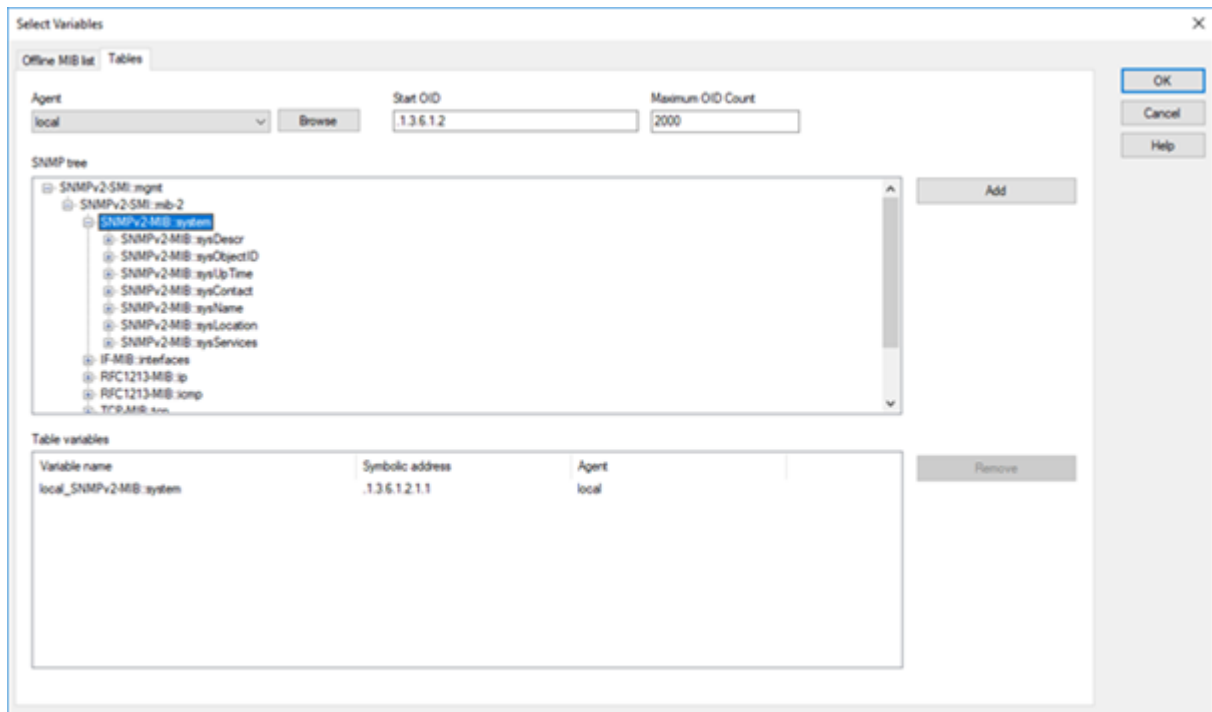 Select Variables
Offline MIB list Tables
OK
Agent Start OID Maximum OID Count
local Browse .1.3.6.1.2 2000
Cancel
Help
SNMP tree
SNMPv2-SMI::mgmt
Add
SNMPv2-SMI::mib-2
SNMPv2-MIB::system
SNMPv2-MIB::sysDescr
SNMPv2-MIB::sysObjectID
SNMPv2-MIB::sysUpTime
SNMPv2-MIB::sysContact
SNMPv2-MIB::sysName
SNMPv2-MIB::sysLocation
SNMPv2-MIB::sysServices
IF-MIB::interfaces
RFC1213-MIB::ip
RFC1213-MIB::icmp
TCP-MIB::tcp
Table variables
Variable name Symbolic address Agent
Remove
local_SNMPv2-MIB::system .1.3.6.1.2.1.1 local